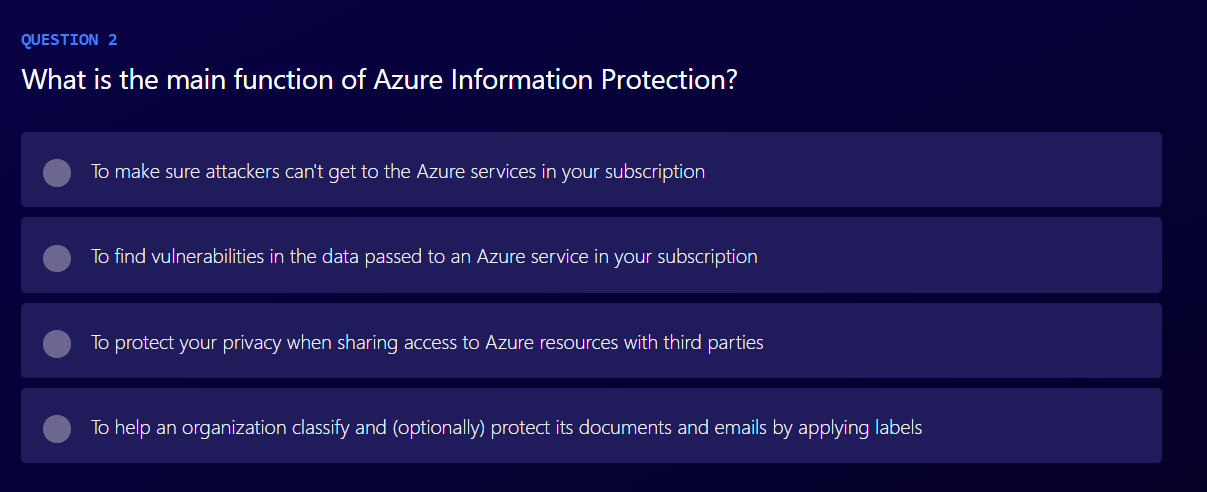 QUESTION 2
What is the main function of Azure Information Protection?
To make sure attackers can't get to the Azure services in your subscription
To find vulnerabilities in the data passed to an Azure service in your subscription
To protect your privacy when sharing access to Azure resources with third parties
To help an organization classify and (optionally) protect its documents and emails by applying labels